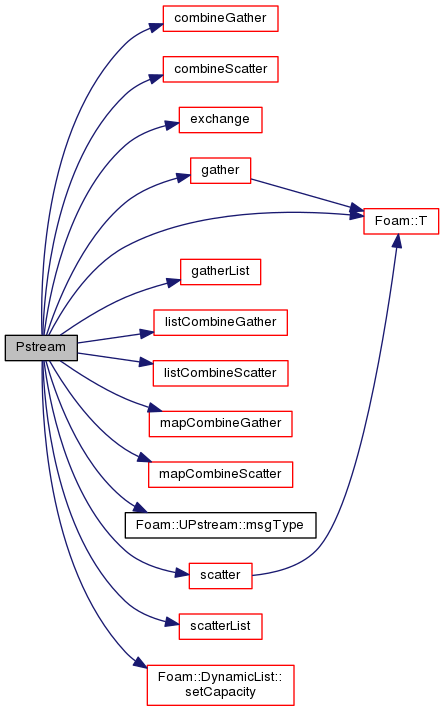 combineGather
combineScatter
exchange
gather
Foam::T
gatherList
listCombineGather
Pstream
listCombineScatter
mapCombineGather
mapCombineScatter
Foam::UPstream::msgType
scatter
scatterList
Foam::DynamicList::
setCapacity